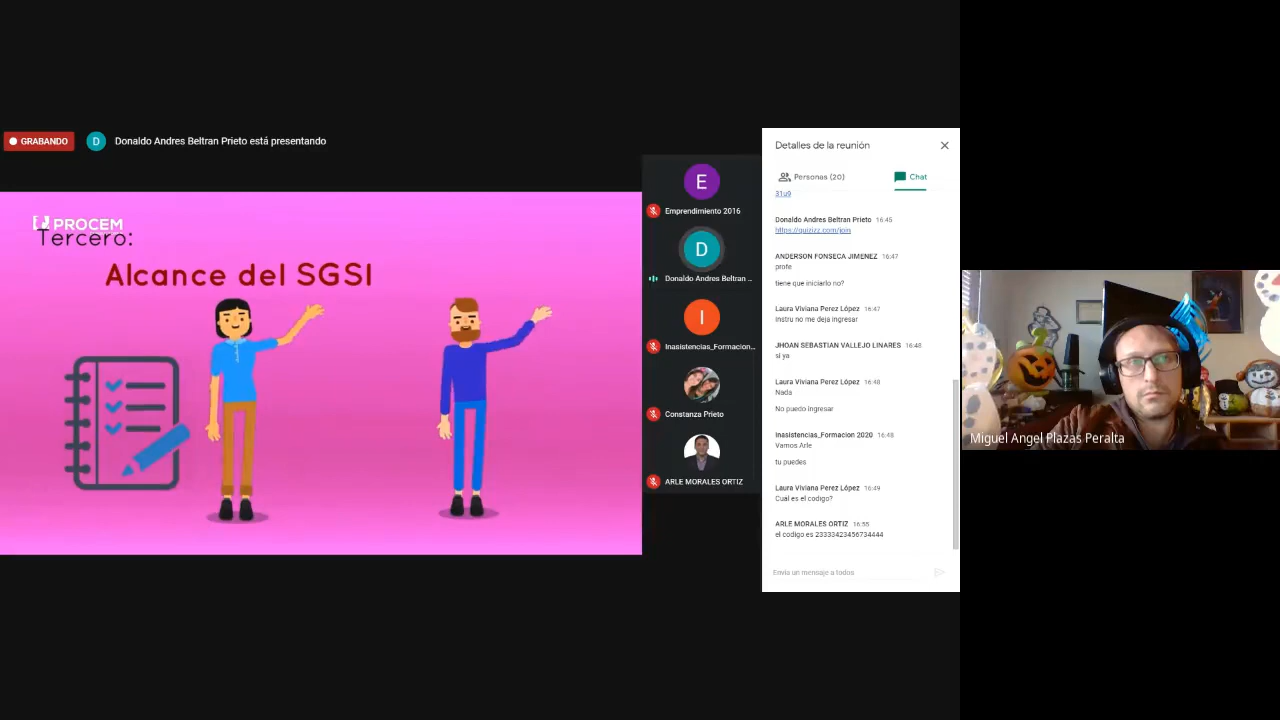 GRABANDO
D
Donaldo Andres Beltran Prieto está presentando
PROCEM
Tercero:
Alcance del SGSI
E
Emprendimiento 2016
D
Donaldo Andres Beltran ...
I
Inasistencias_Formacion...
Constanza Prieto
ARLE MORALES ORTIZ
Detalles de la reunión
Personas (20)
Chat
31u9
Donaldo Andres Beltran Prieto 16:45
https://quizizz.com/join
ANDERSON FONSECA JIMENEZ 16:47
profe
tiene que iniciarlo no?
Laura Viviana Perez López 16:47
Instru no me deja ingresar
JHOAN SEBASTIAN VALLEJO LINARES 16:48
si ya
Laura Viviana Perez López 16:48
Nada
No puedo ingresar
Inasistencias_Formacion 2020 16:48
Vamos Arle
tu puedes
Laura Viviana Perez López 16:49
Cuál es el codigo?
ARLE MORALES ORTIZ 16:55
el codigo es 23333423456734444
Envía un mensaje a todos
Miguel Angel Plazas Peralta